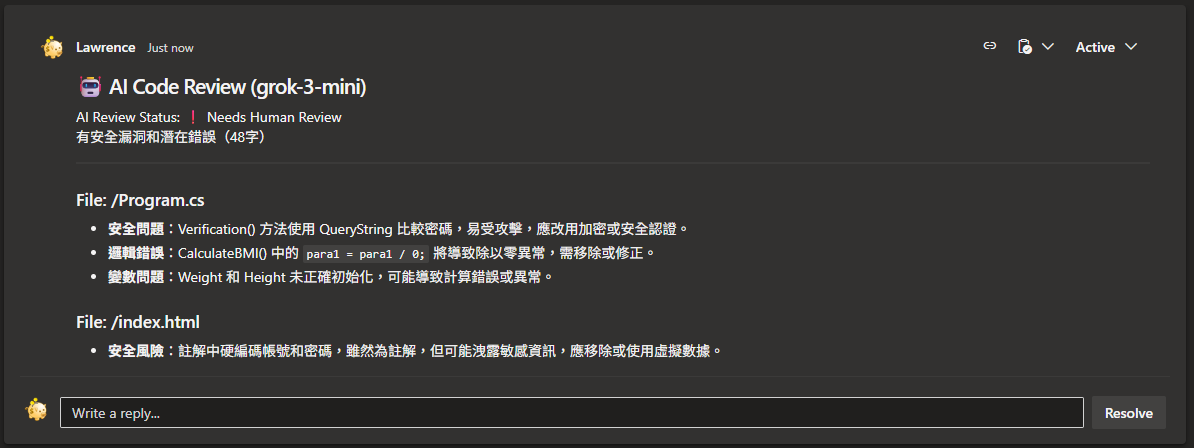 Lawrence Just now Active
AI Code Review (grok-3-mini)
AI Review Status: ❗ Needs Human Review
有安全漏洞和潛在錯誤（48字）
File: /Program.cs
• 安全問題：Verification() 方法使用 QueryString 比較密碼，易受攻擊，應改用加密或安全認證。
• 邏輯錯誤：CalculateBMI() 中的 para1 = para1 / 0; 將導致除以零異常，需移除或修正。
• 變數問題：Weight 和 Height 未正確初始化，可能導致計算錯誤或異常。
File: /index.html
• 安全風險：註解中硬編碼帳號和密碼，雖然為註解，但可能洩露敏感資訊，應移除或使用虛擬數據。
Write a reply... Resolve